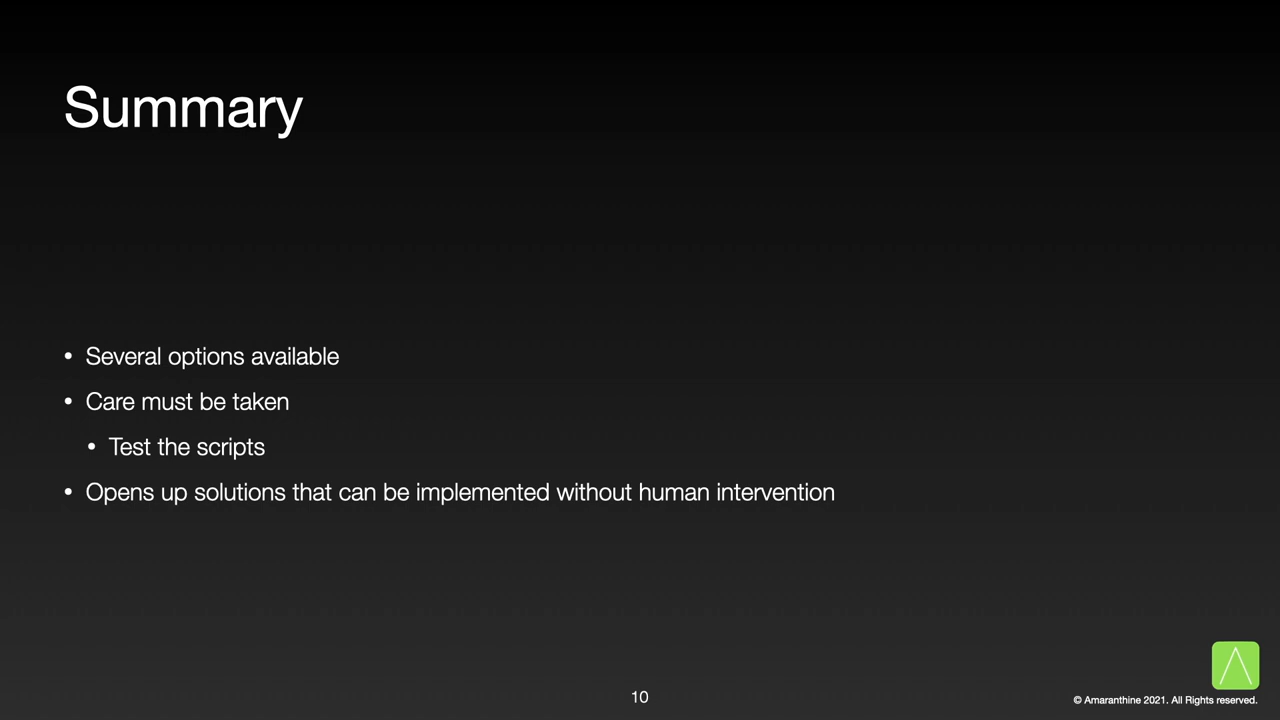 Summary
• Several options available
• Care must be taken
• Test the scripts
• Opens up solutions that can be implemented without human intervention
10
© Amaranthine 2021. All Rights reserved.